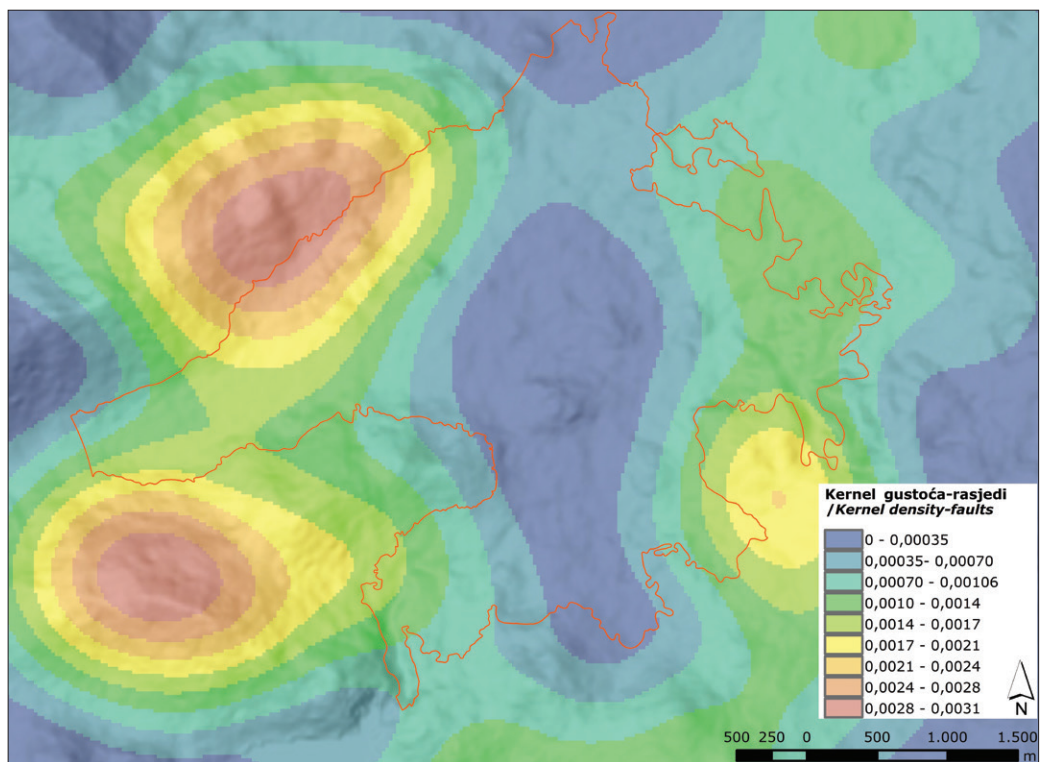 Kernel gustoća-rasjedi
/Kernel density-faults
0 - 0,00035
0,00035- 0,00070
0,00070 - 0,00106
0,0010 - 0,0014
0,0014 - 0,0017
0,0017 - 0,0021
0,0021 - 0,0024
0,0024 - 0,0028
0,0028 - 0,0031
N
500 250 0 500 1.000 1.500
m